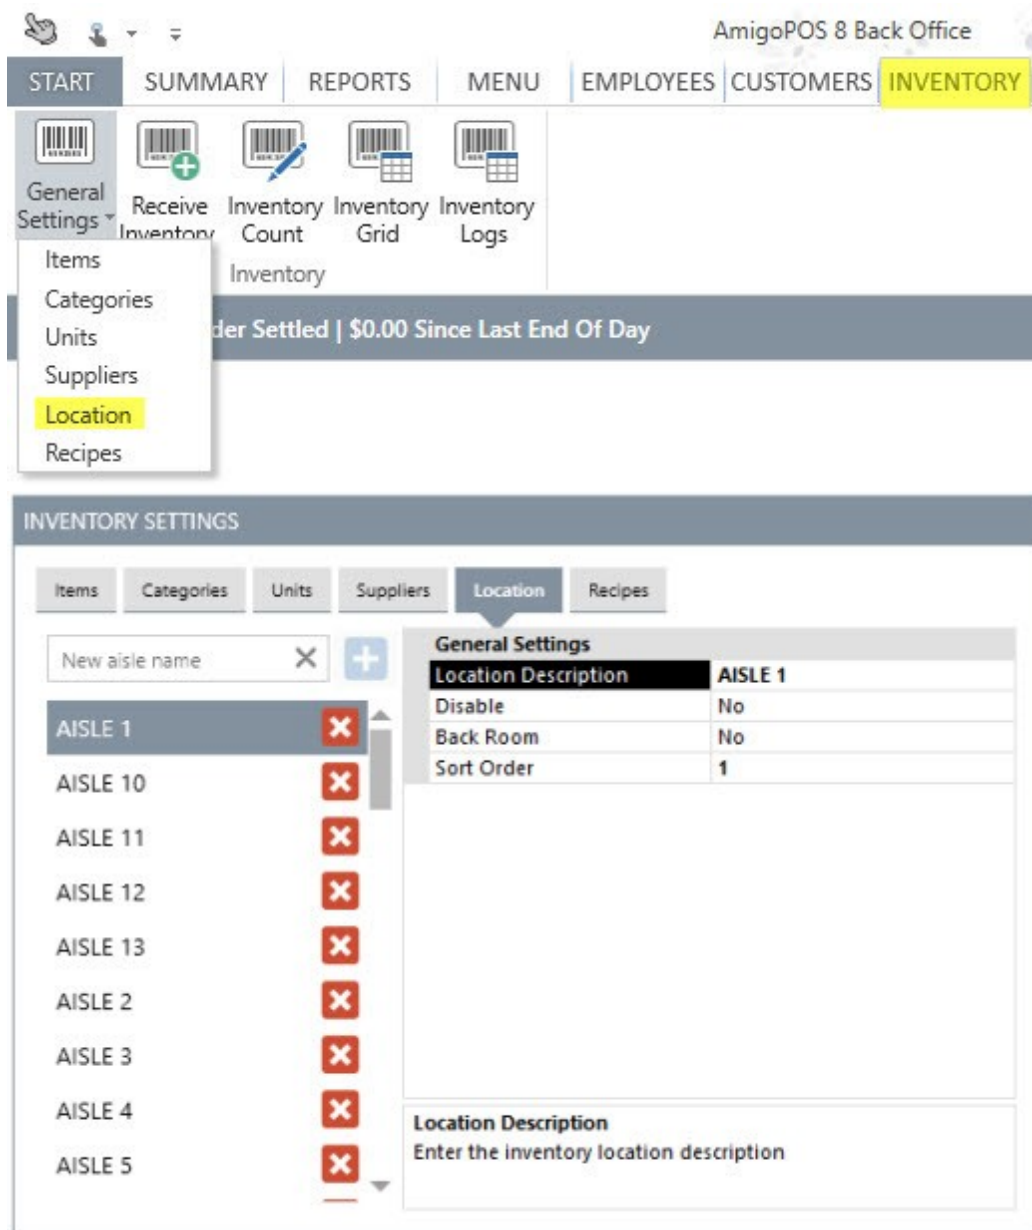 AmigoPOS 8 Back Office
START SUMMARY REPORTS MENU EMPLOYEES CUSTOMERS INVENTORY
General Settings
Receive Inventory
Inventory Count
Inventory Grid
Inventory Logs
Inventory
Items
Categories
Units
Suppliers
Location
Recipes
Settled | $0.00 Since Last End Of Day
INVENTORY SETTINGS
Items Categories Units Suppliers Location Recipes
New aisle name
AISLE 1
AISLE 10
AISLE 11
AISLE 12
AISLE 13
AISLE 2
AISLE 3
AISLE 4
AISLE 5
General Settings
Location Description AISLE 1
Disable No
Back Room No
Sort Order 1
Location Description
Enter the inventory location description